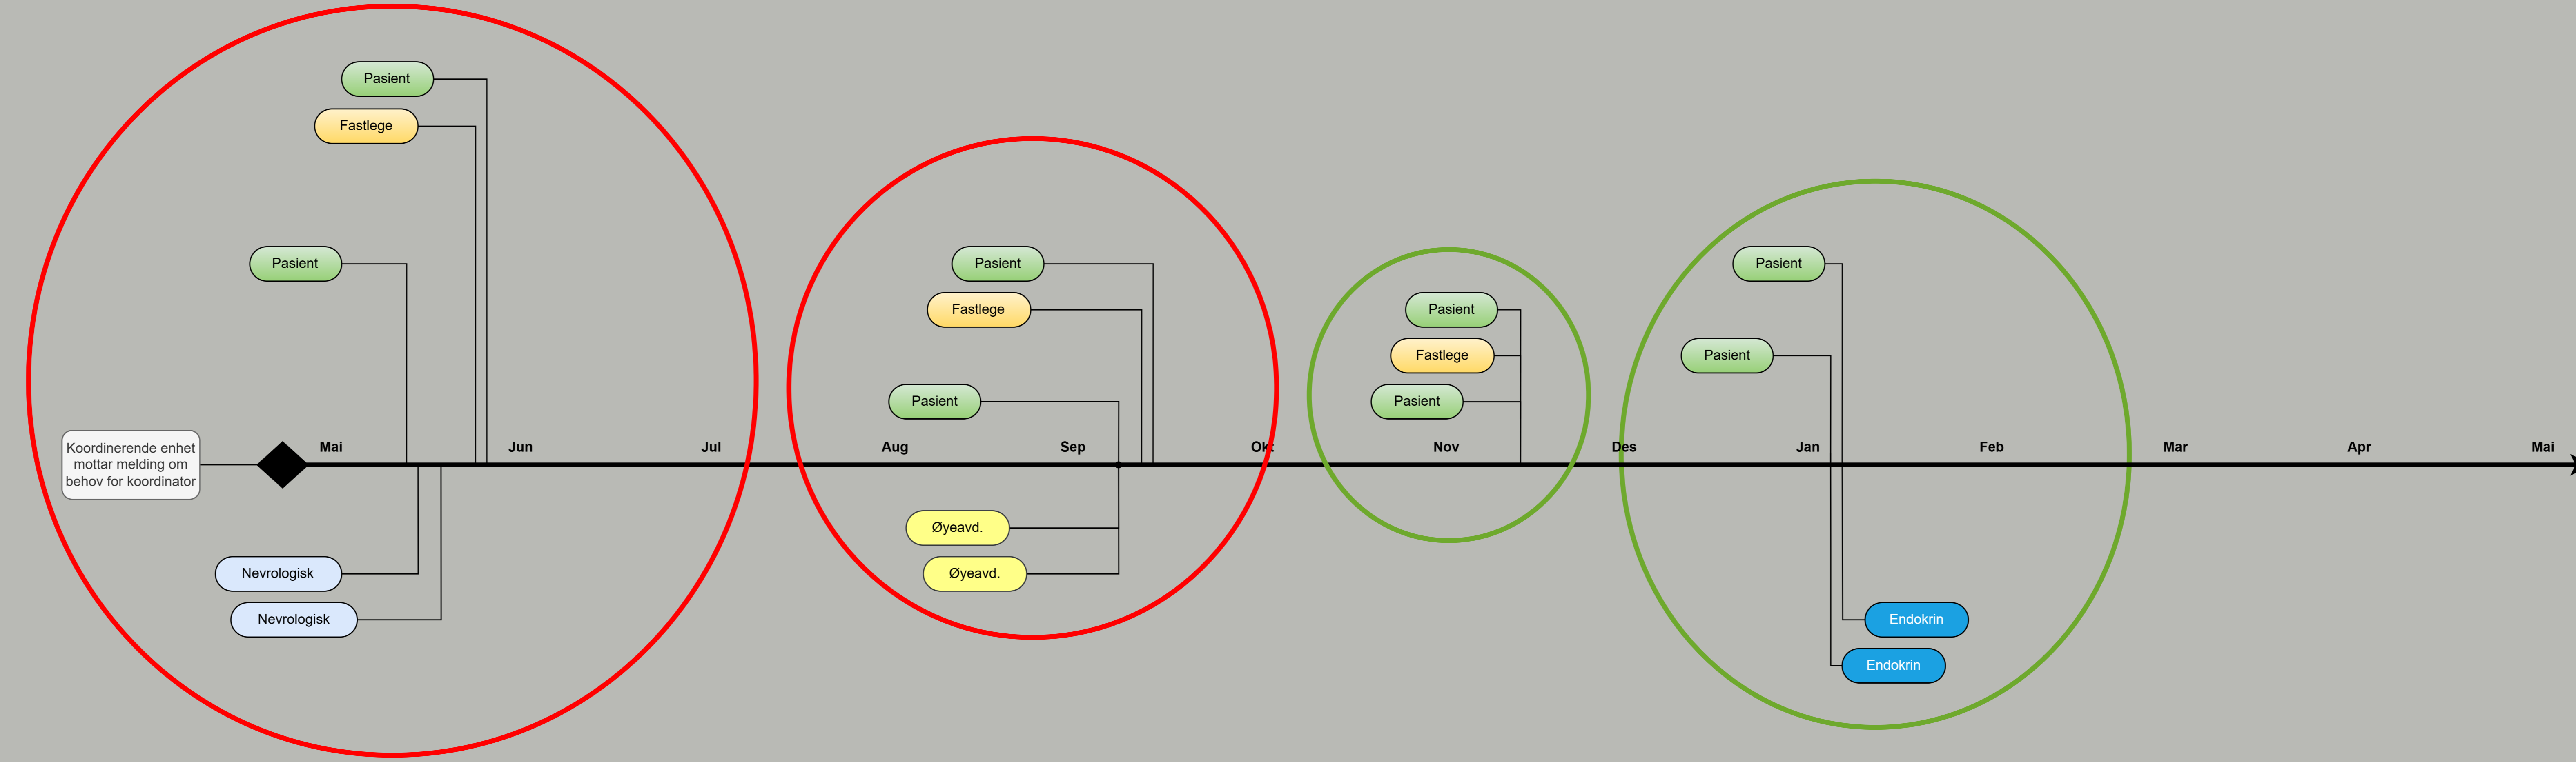 Pasient
Fastlege
Pasient
Pasient
Pasient
Pasient
Fastlege
Pasient
Fastlege
Pasient
Pasient
Pasient
Koordinerende enhet
mottar melding om
behov for koordinator
Mai Jun Jul Aug Sep Okt Nov Des Jan Feb Mar Apr Mai
Øyeavd.
Nevrologisk
Øyeavd.
Nevrologisk
Endokrin
Endokrin